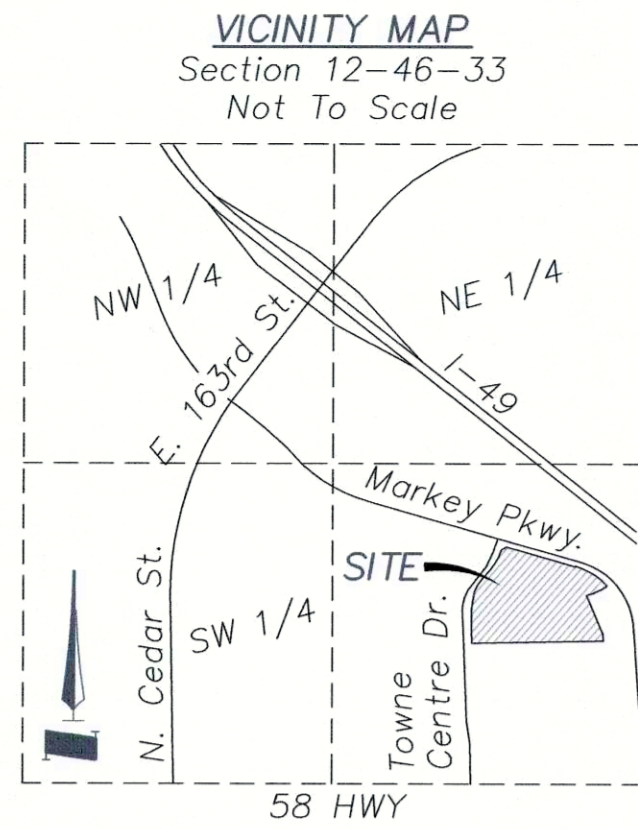 VICINITY MAP
Section 12-46-33
Not To Scale
NW 1/4
NE 1/4
E. 163rd St.
I-49
Markey Pkwy.
SITE
N. Cedar St.
SW 1/4
Towne
Centre Dr.
58 HWY